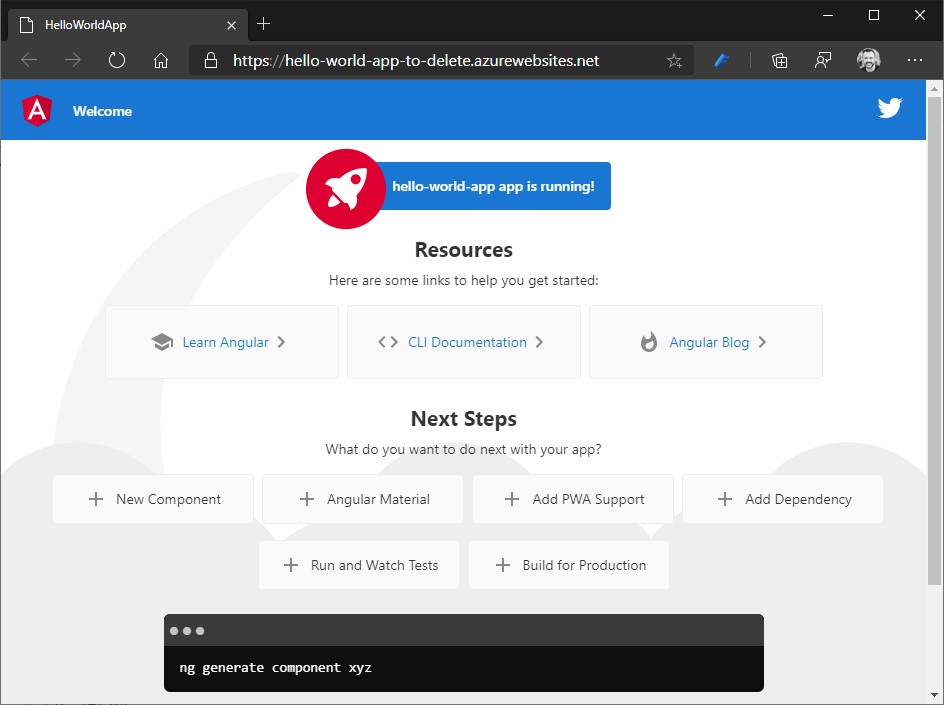 HelloWorldApp
https://hello-world-app-to-delete.azurewebsites.net
A Welcome
hello-world-app app is running!
Resources
Here are some links to help you get started:
Learn Angular CLI Documentation Angular Blog
Next Steps
What do you want to do next with your app?
New Component Angular Material Add PWA Support Add Dependency
Run and Watch Tests Build for Production
ng generate component xyz